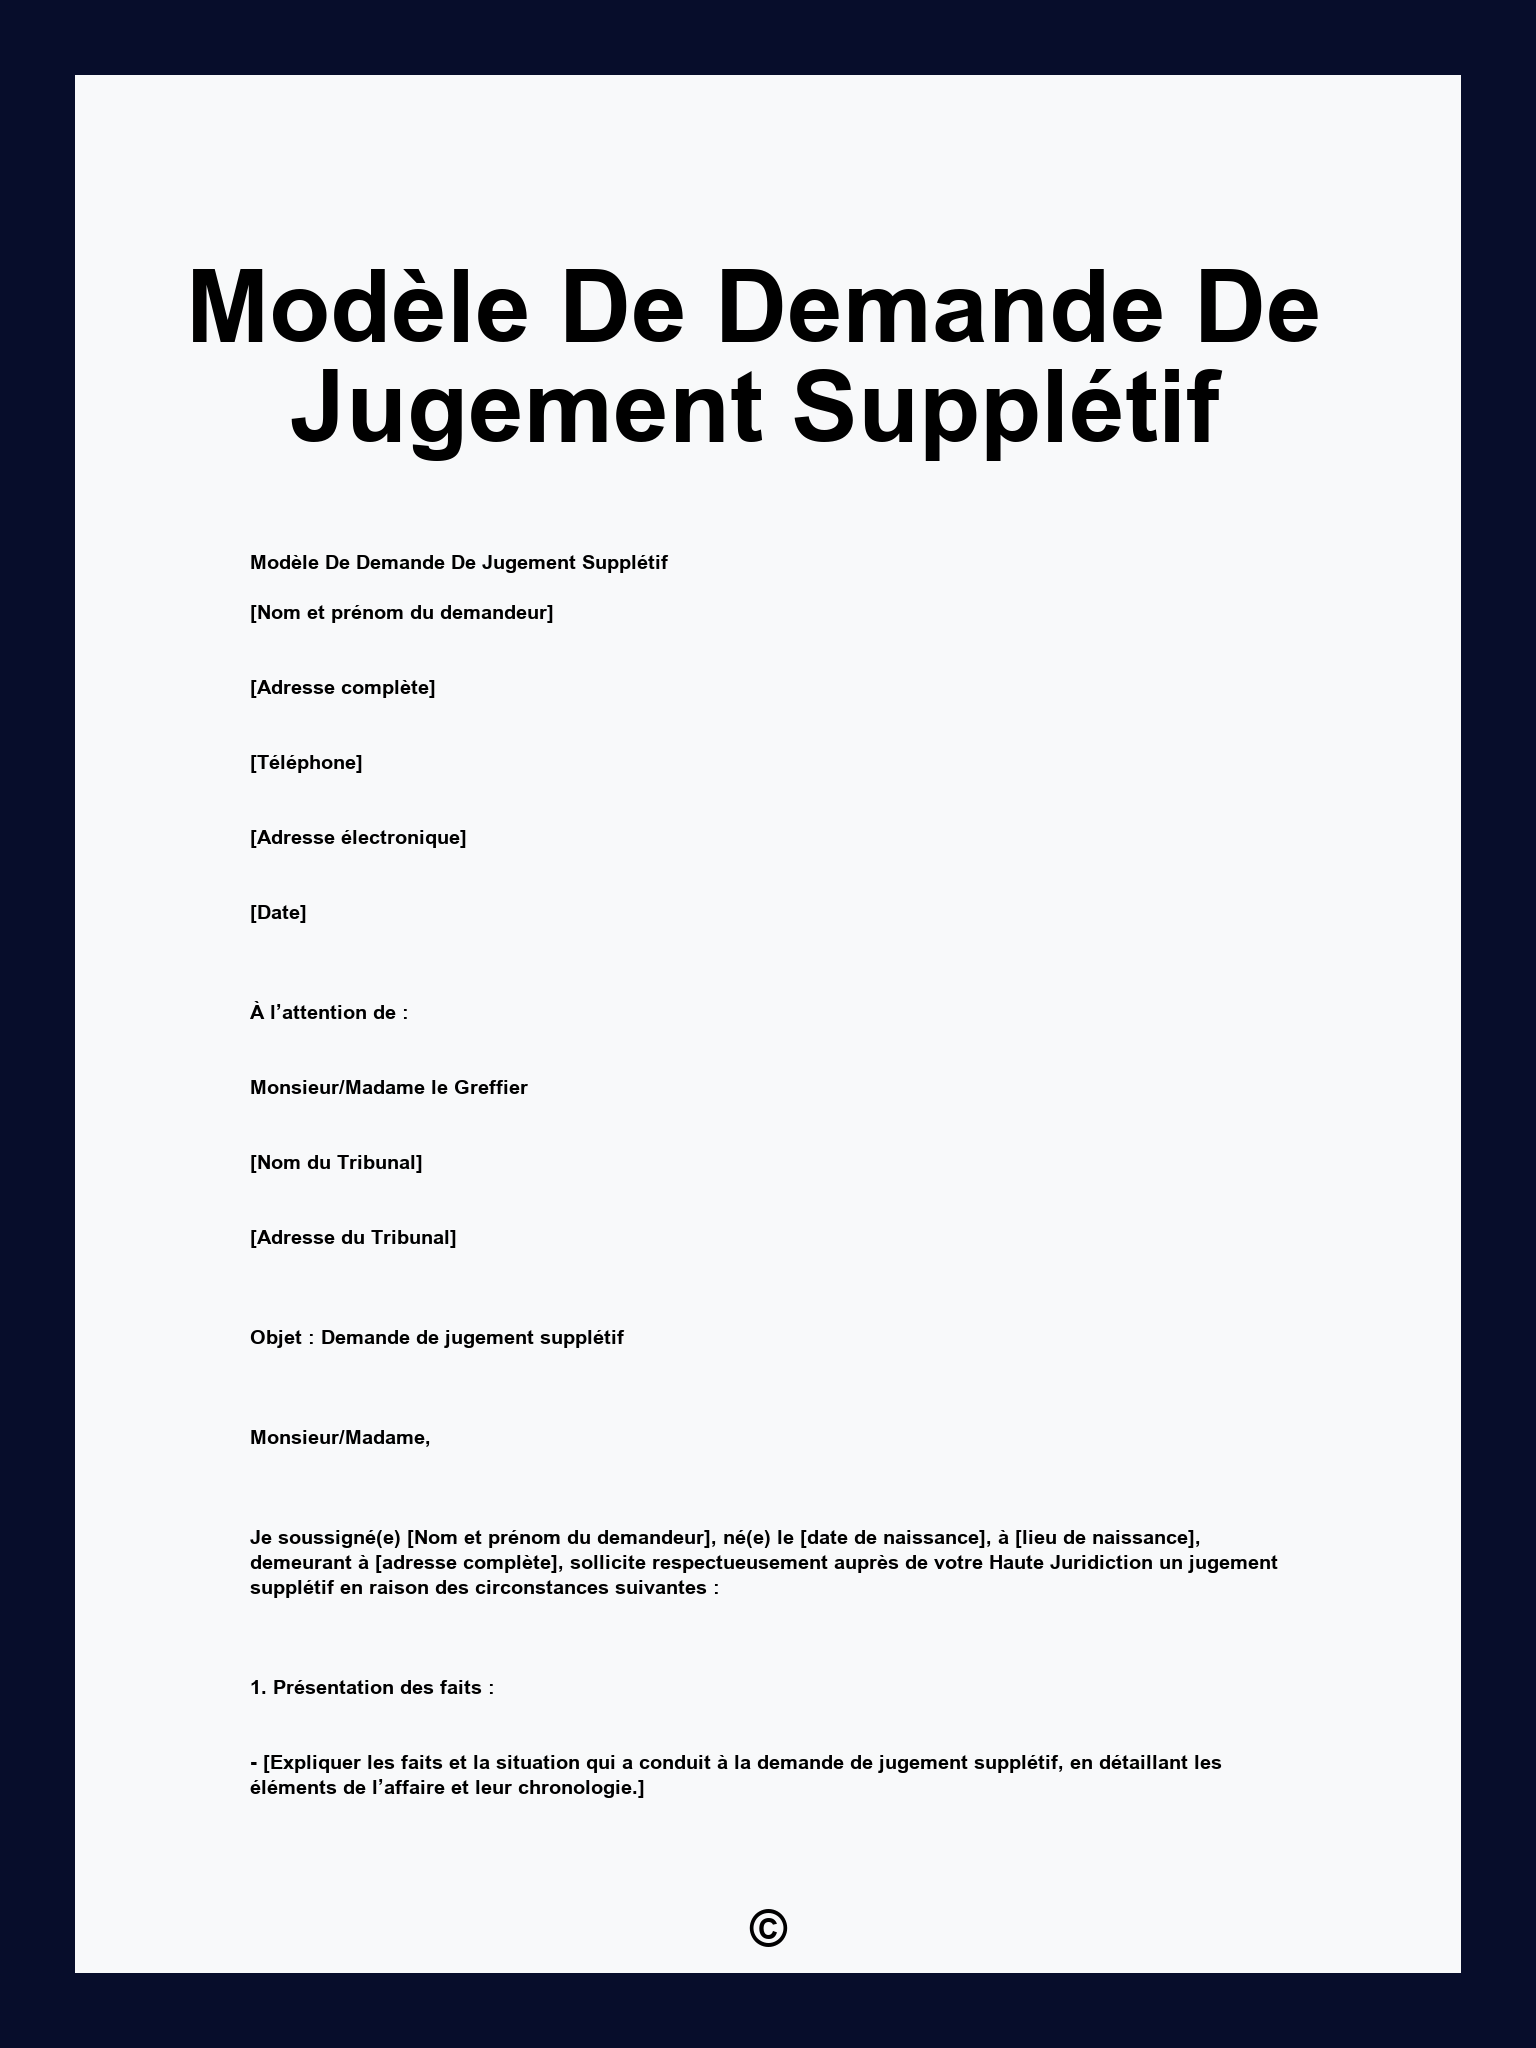 Modèle De Demande De
Jugement Supplétif
Modèle De Demande De Jugement Supplétif
[Nom et prénom du demandeur]
[Adresse complète]
[Téléphone]
[Adresse électronique]
[Date]
À l’attention de :
Monsieur/Madame le Greffier
[Nom du Tribunal]
[Adresse du Tribunal]
Objet : Demande de jugement supplétif
Monsieur/Madame,
Je soussigné(e) [Nom et prénom du demandeur], né(e) le [date de naissance], à [lieu de naissance],
demeurant à [adresse complète], sollicite respectueusement auprès de votre Haute Juridiction un jugement
supplétif en raison des circonstances suivantes :
1. Présentation des faits :
- [Expliquer les faits et la situation qui a conduit à la demande de jugement supplétif, en détaillant les
éléments de l’affaire et leur chronologie.]
©